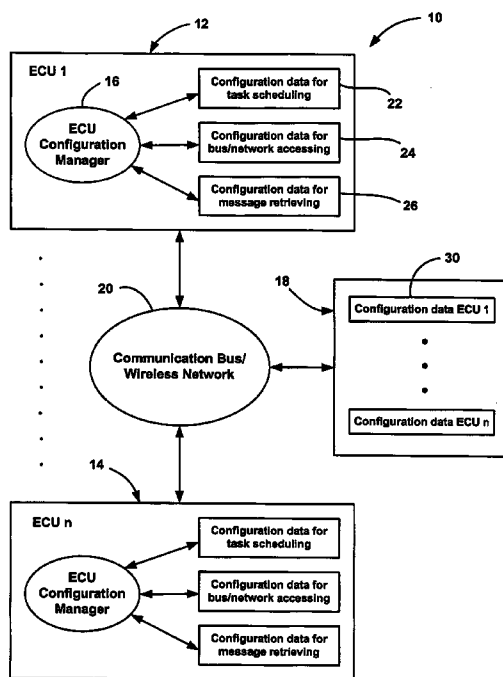 12
10
ECU 1
16
ECU
Configuration
Manager
Configuration data for
task scheduling
22
Configuration data for
bus/network accessing
24
Configuration data for
message retrieving
26
20
Communication Bus/
Wireless Network
18
30
Configuration data ECU 1
Configuration data ECU n
14
ECU n
ECU
Configuration
Manager
Configuration data for
task scheduling
Configuration data for
bus/network accessing
Configuration data for
message retrieving